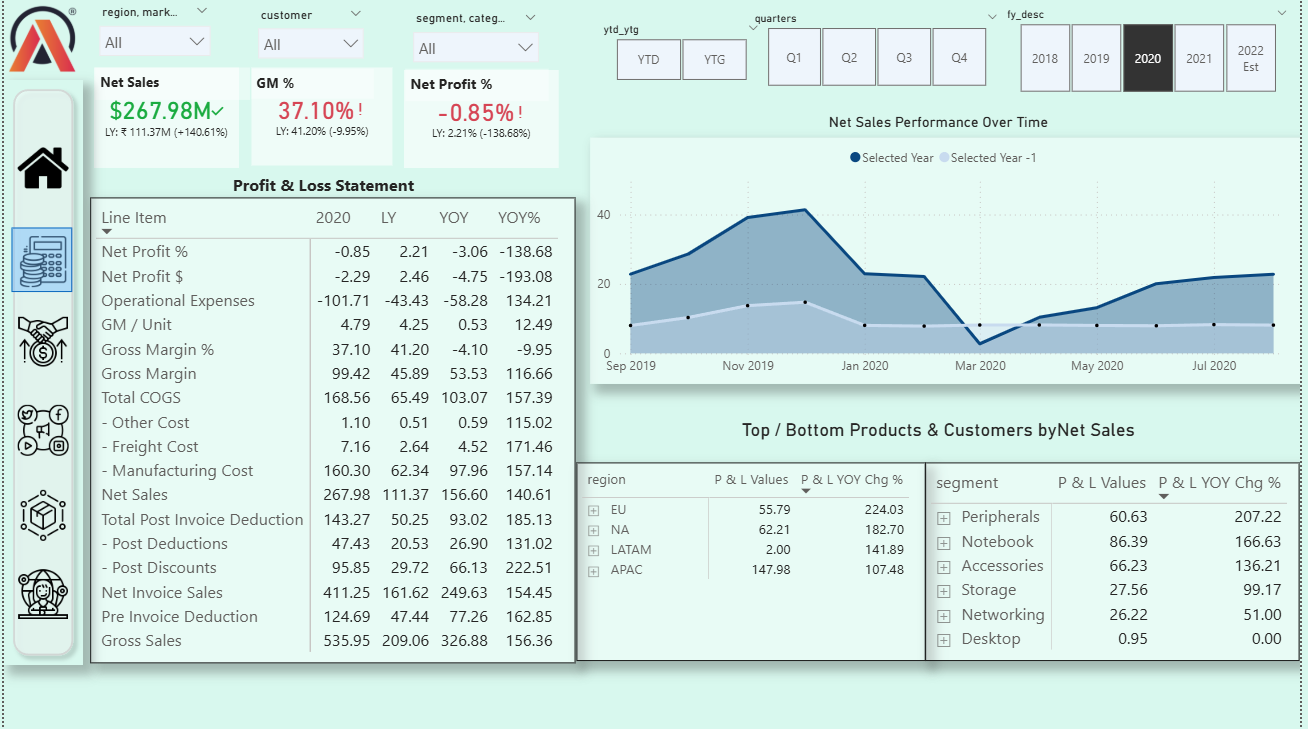 ®
region, mark...
customer
segment, categ...
All
All
All
ytd_ytg
YTD
YTG
quarters
Q1
Q2
Q3
Q4
fy_desc
2018
2019
2020
2021
2022
Est
Net Sales
$267.98M
LY: ₹ 111.37M (+140.61%)
GM %
37.10%!
LY: 41.20% (-9.95%)
Net Profit %
-0.85%!
LY: 2.21% (-138.68%)
Profit & Loss Statement
Line Item 2020 LY YOY YOY%
Net Profit % -0.85 2.21 -3.06 -138.68
Net Profit $ -2.29 2.46 -4.75 -193.08
Operational Expenses -101.71 -43.43 -58.28 134.21
GM / Unit 4.79 4.25 0.53 12.49
Gross Margin % 37.10 41.20 -4.10 -9.95
Gross Margin 99.42 45.89 53.53 116.66
Total COGS 168.56 65.49 103.07 157.39
- Other Cost 1.10 0.51 0.59 115.02
- Freight Cost 7.16 2.64 4.52 171.46
- Manufacturing Cost 160.30 62.34 97.96 157.14
Net Sales 267.98 111.37 156.60 140.61
Total Post Invoice Deduction 143.27 50.25 93.02 185.13
- Post Deductions 47.43 20.53 26.90 131.02
- Post Discounts 95.85 29.72 66.13 222.51
Net Invoice Sales 411.25 161.62 249.63 154.45
Pre Invoice Deduction 124.69 47.44 77.26 162.85
Gross Sales 535.95 209.06 326.88 156.36
Net Sales Performance Over Time
Selected Year Selected Year -1
40
20
0
Sep 2019 Nov 2019 Jan 2020 Mar 2020 May 2020 Jul 2020
Top / Bottom Products & Customers byNet Sales
region P & L Values P & L YOY Chg %
EU 55.79 224.03
NA 62.21 182.70
LATAM 2.00 141.89
APAC 147.98 107.48
segment P & L Values P & L YOY Chg %
Peripherals 60.63 207.22
Notebook 86.39 166.63
Accessories 66.23 136.21
Storage 27.56 99.17
Networking 26.22 51.00
Desktop 0.95 0.00